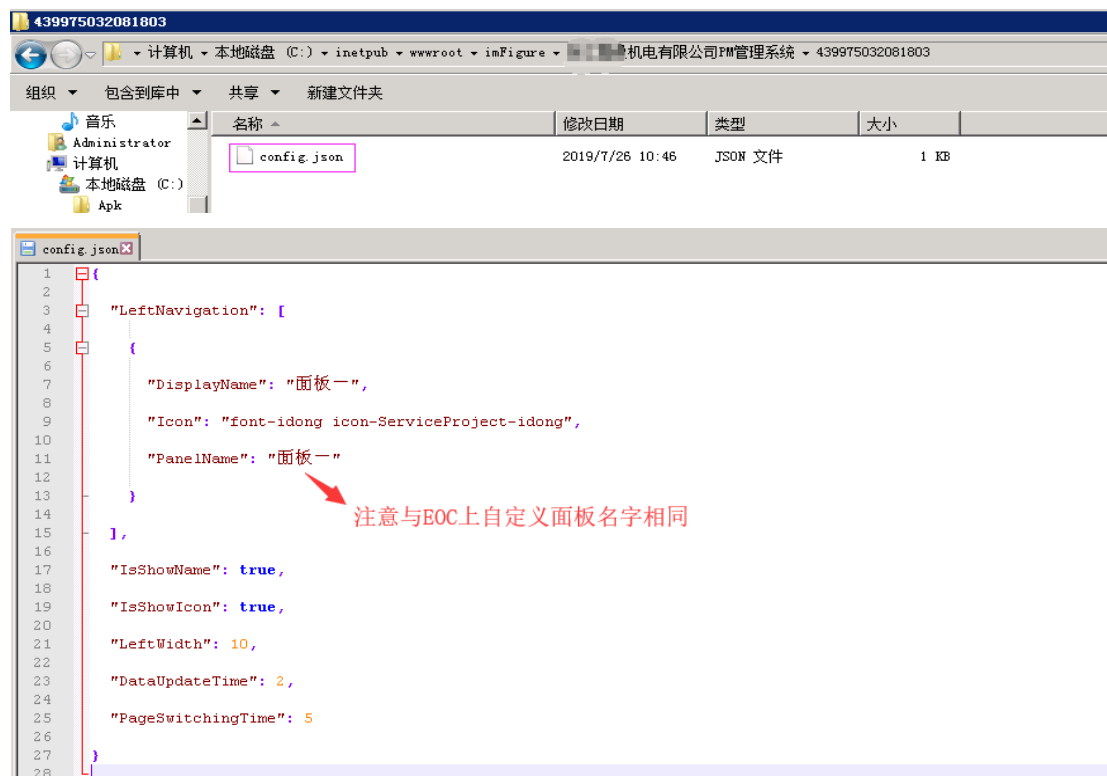 439975032081803
计算机 本地磁盘 (C:) inetpub wwwroot imFigure 机电有限公司PM管理系统 439975032081803
组织 包含到库中 共享 新建文件夹
音乐
Administrator
计算机
本地磁盘 (C:)
Apk
名称 修改日期 类型 大小
config.json 2019/7/26 10:46 JSON 文件 1 KB
config.json
1 {
2
3 "LeftNavigation": [
4
5 {
6
7 "DisplayName": "面板一",
8
9 "Icon": "font-idong icon-ServiceProject-idong",
10
11 "PanelName": "面板一"
12
13 }
14
注意与EOC上自定义面板名字相同
15 ],
16
17 "IsShowName": true,
18
19 "IsShowIcon": true,
20
21 "LeftWidth": 10,
22
23 "DataUpdateTime": 2,
24
25 "PageSwitchingTime": 5
26
27 }
28